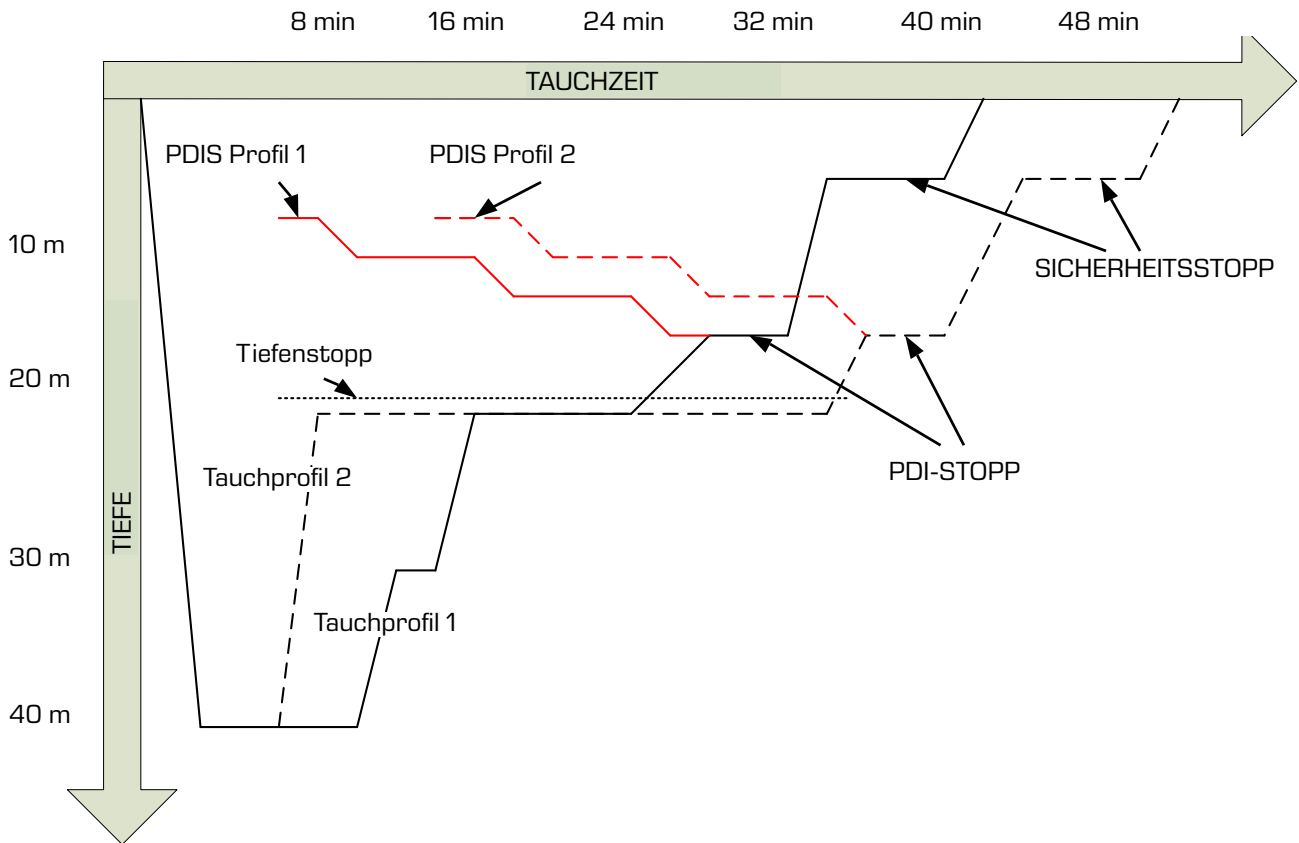 8 min 16 min 24 min 32 min 40 min 48 min
TAUCHZEIT
PDIS Profil 1 PDIS Profil 2
10 m
SICHERHEITSSTOPP
Tiefenstopp
20 m
PDI-STOPP
Tauchprofil 2
TIEFE
30 m
Tauchprofil 1
40 m